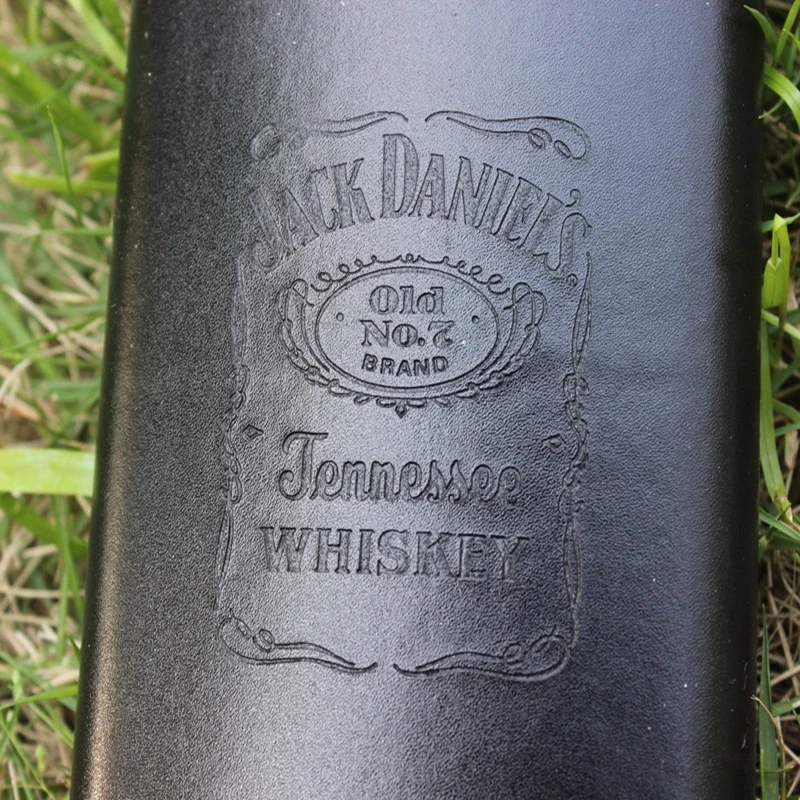 JACK DANIEL'S
Old
No. 7
BRAND
Tennessee
WHISKEY